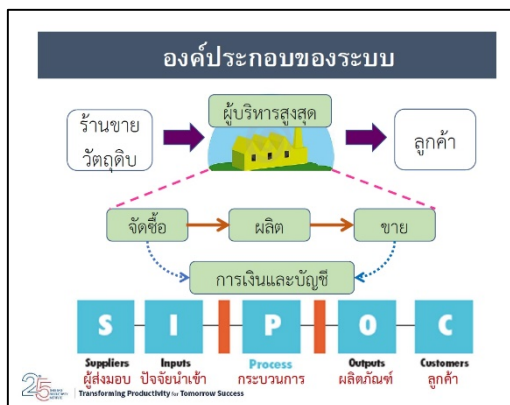 องค์ประกอบของระบบ
ร้านขาย
วัตถุดิบ
ผู้บริหารสูงสุด
ลูกค้า
จัดซื้อ
ผลิต
ขาย
การเงินและบัญชี
S I P O C
Suppliers Inputs Process Outputs Customers
ผู้ส่งมอบ ปัจจัยนำเข้า กระบวนการ ผลิตภัณฑ์ ลูกค้า
Transforming Productivity for Tomorrow Success